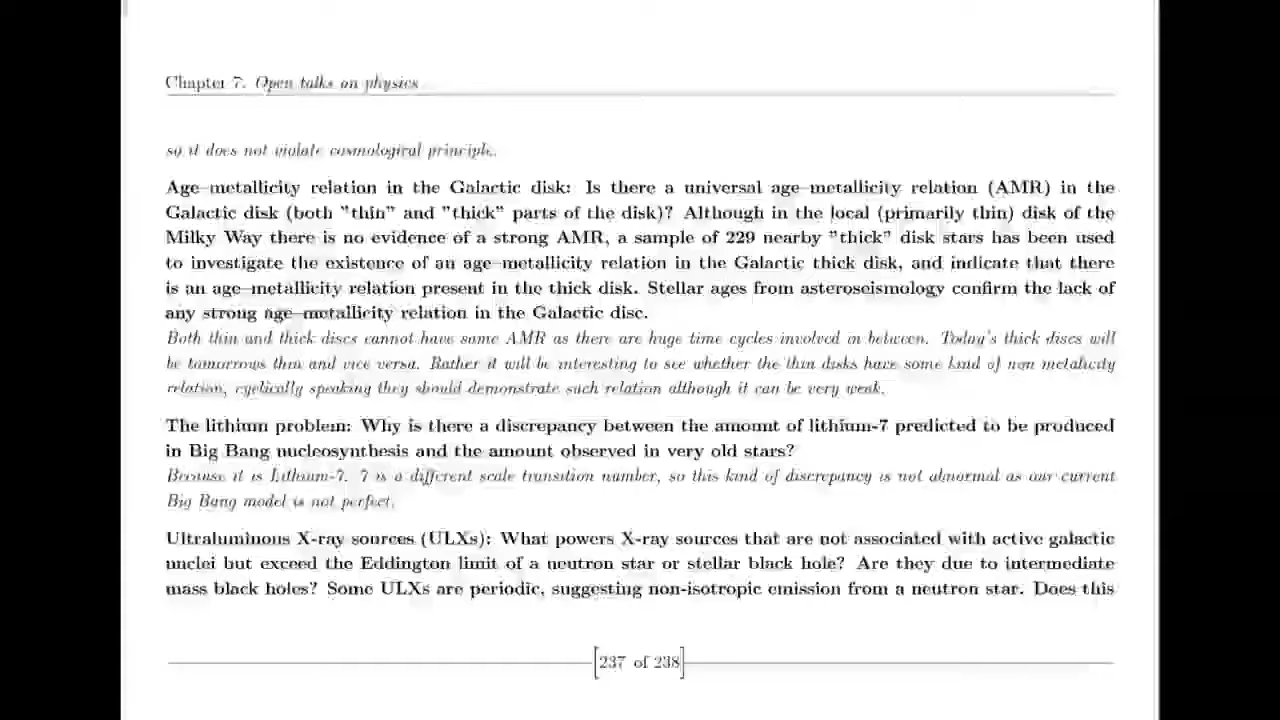 Chapter 7. Open talks on physics
so it does not violate cosmological principle.
Age–metallicity relation in the Galactic disk: Is there a universal age–metallicity relation (AMR) in the
Galactic disk (both "thin" and "thick" parts of the disk)? Although in the local (primarily thin) disk of the
Milky Way there is no evidence of a strong AMR, a sample of 229 nearby "thick" disk stars has been used
to investigate the existence of an age–metallicity relation in the Galactic thick disk, and indicate that there
is an age–metallicity relation present in the thick disk. Stellar ages from asteroseismology confirm the lack of
any strong age–metallicity relation in the Galactic disc.
Both thin and thick discs cannot have same AMR as there are huge time cycles involved in between. Today's thick discs will
be tomorrows thin and vice versa. Rather it will be interesting to see whether the thin disks have some kind of non metalicity
relation, cyclically speaking they should demonstrate such relation although it can be very weak.
The lithium problem: Why is there a discrepancy between the amount of lithium-7 predicted to be produced
in Big Bang nucleosynthesis and the amount observed in very old stars?
Because it is Lithium-7. 7 is a different scale transition number, so this kind of discrepancy is not abnormal as our current
Big Bang model is not perfect.
Ultraluminous X-ray sources (ULXs): What powers X-ray sources that are not associated with active galactic
nuclei but exceed the Eddington limit of a neutron star or stellar black hole? Are they due to intermediate
mass black holes? Some ULXs are periodic, suggesting non-isotropic emission from a neutron star. Does this
[237 of 238]